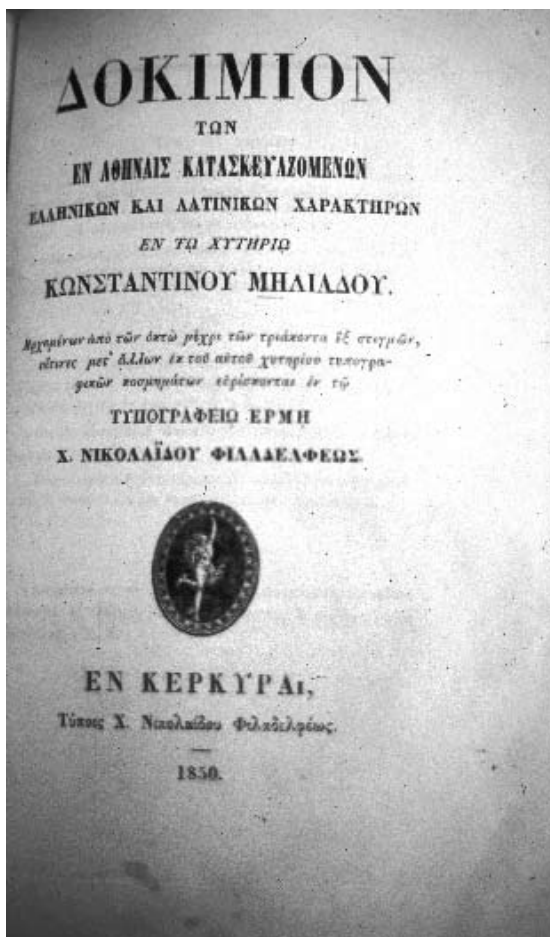 ΔΟΚΙΜΙΟΝ
ΤΩΝ
ΕΝ ΑΘΗΝΑΙΣ ΚΑΤΑΣΚΕΥΑΖΟΜΕΝΩΝ
ΕΛΛΗΝΙΚΩΝ ΚΑΙ ΛΑΤΙΝΙΚΩΝ ΧΑΡΑΚΤΗΡΩΝ
ΕΝ ΤΩ ΧΥΤΗΡΙΩ
ΚΩΝΣΤΑΝΤΙΝΟΥ ΜΗΛΙΑΔΟΥ.
Ἀρχομένων ἀπὸ τῶν ὀκτὼ μέχρι τῶν τριάκοντα ἓξ στιγμῶν,
οἵτινες μετ' ἄλλων ἐκ τοῦ αὐτοῦ χυτηρίου τυπογρα-
φικῶν κοσμημάτων εὑρίσκονται ἐν τῷ
ΤΥΠΟΓΡΑΦΕΙΩ ΕΡΜΗ
Χ. ΝΙΚΟΛΑΪΔΟΥ ΦΙΛΑΔΕΛΦΕΩΣ.
ΕΝ ΚΕΡΚΥΡΑι,
Τύποις Χ. Νικολαΐδου Φιλαδελφέως.
1850.